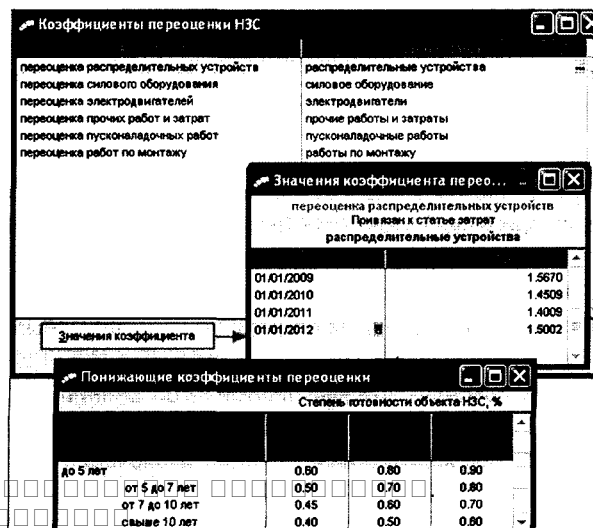 Коэффициенты переоценки НЗС
переоценка распределительных устройств распределительные устройства
переоценка силового оборудования силовое оборудование
переоценка электродвигателей электродвигатели
переоценка прочих работ и затрат прочие работы и затраты
переоценка пусконаладочных работ пусконаладочные работы
переоценка работ по монтажу работы по монтажу
Значения коэффициента перео...
переоценка распределительных устройств
Привязан к статье затрат
распределительные устройства
01/01/2009 1.5670
01/01/2010 1.4509
01/01/2011 1.4009
01/01/2012 1.5002
Значения коэффициента
Понижающие коэффициенты переоценки
Степень готовности объекта НЗС, %
до 5 лет 0.60 0.80 0.90
от 5 до 7 лет 0.50 0.70 0.80
от 7 до 10 лет 0.45 0.60 0.70
свыше 10 лет 0.40 0.50 0.60